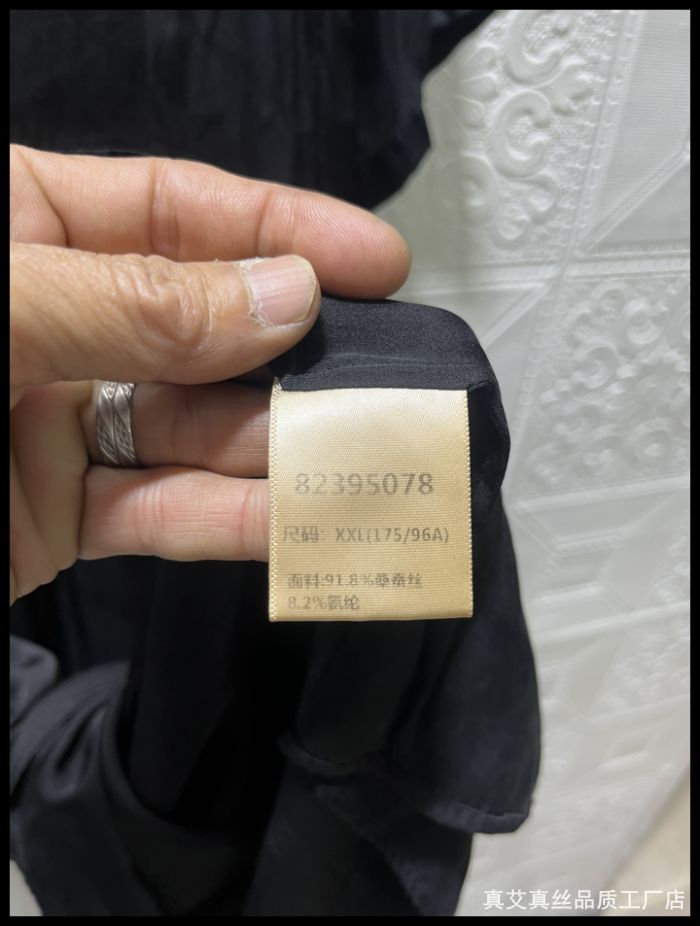 82395078
尺码: XXL(175/96A)
面料:91.8%桑蚕丝
8.2%氨纶
真艾真丝品质工厂店